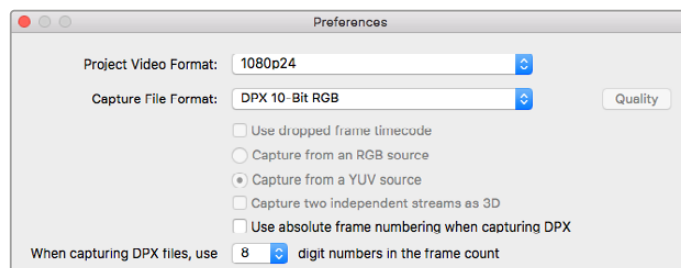 Preferences
Project Video Format: 1080p24
Capture File Format: DPX 10-Bit RGB Quality
Use dropped frame timecode
Capture from an RGB source
Capture from a YUV source
Capture two independent streams as 3D
Use absolute frame numbering when capturing DPX
When capturing DPX files, use 8 digit numbers in the frame count